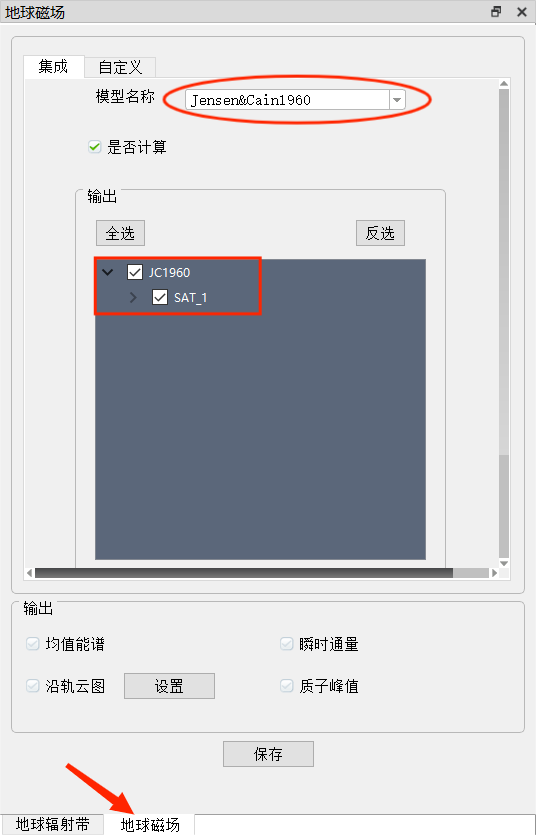 地球磁场
集成 自定义
模型名称 Jensen&Cain1960
是否计算
输出
全选 反选
JC1960
SAT_1
输出
均值能谱 瞬时通量
沿轨云图 设置 质子峰值
保存
地球辐射带 地球磁场